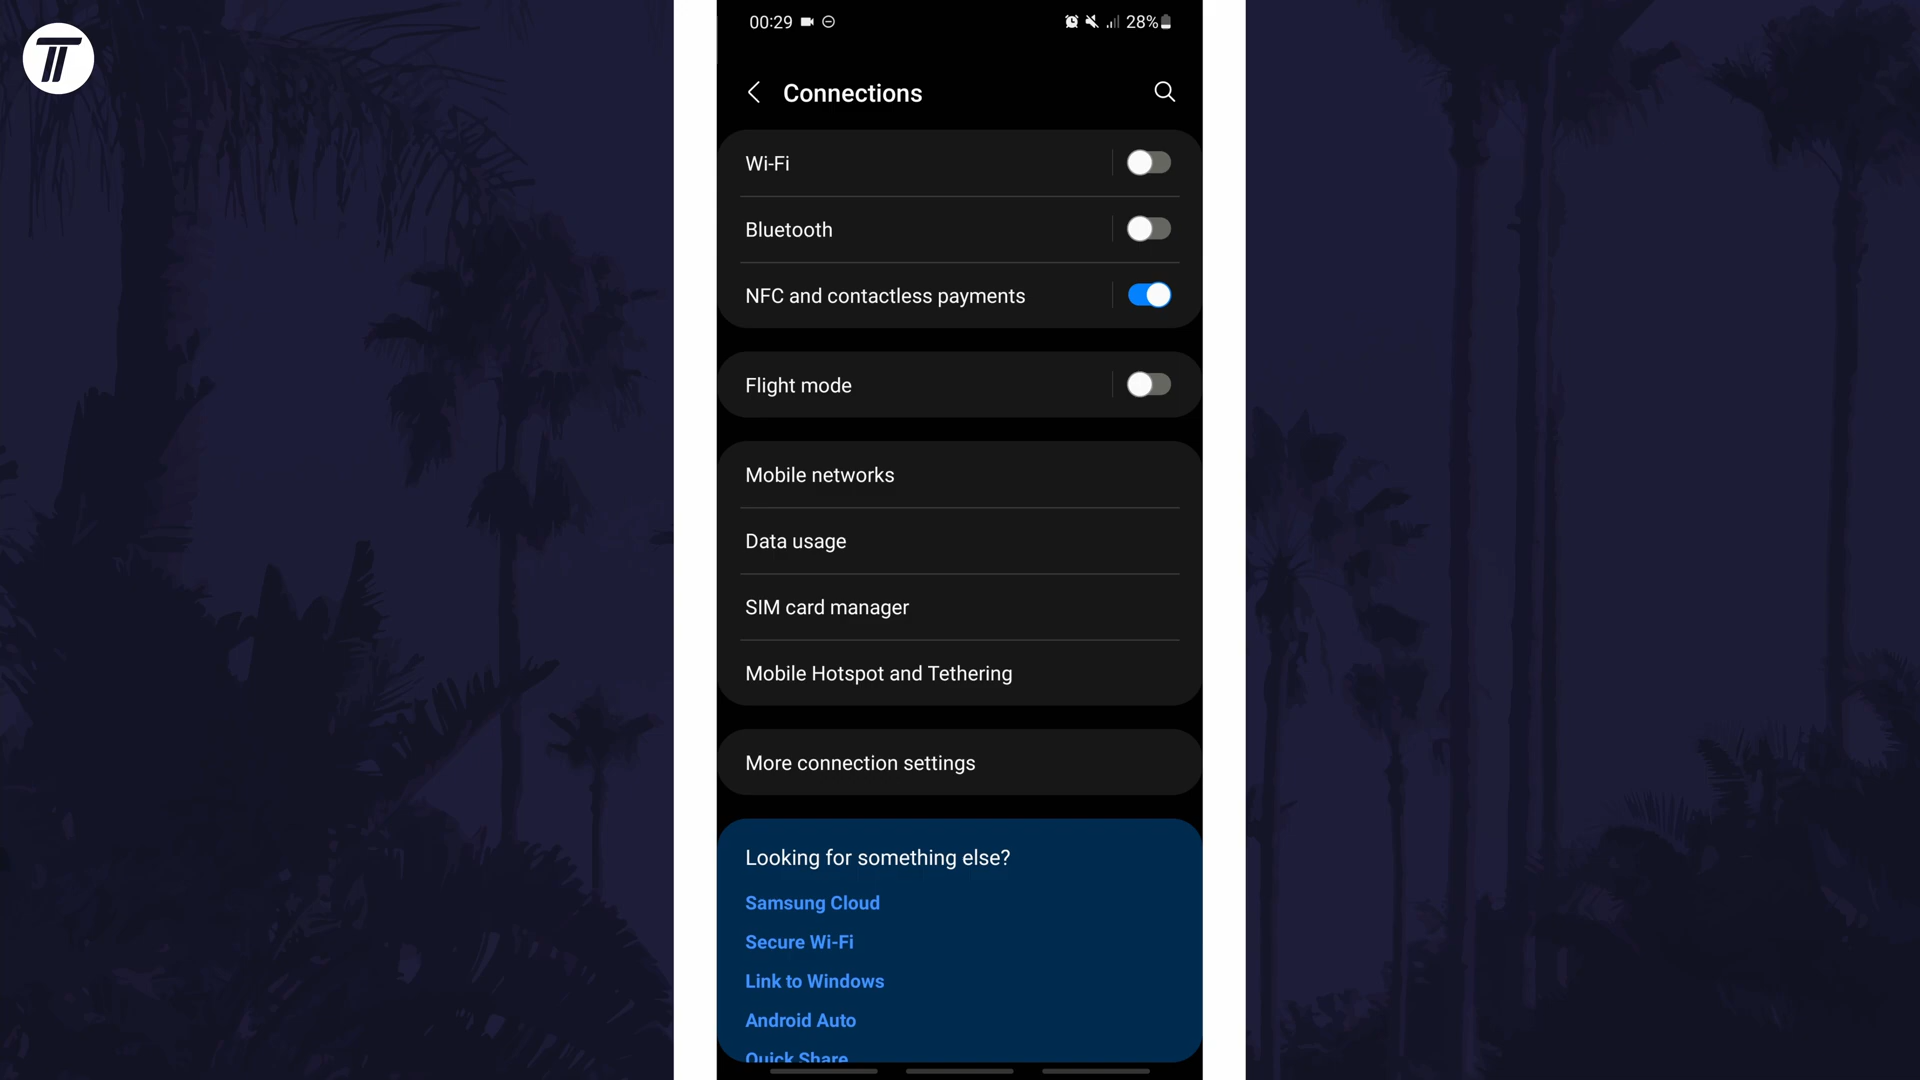 00:29
28%
Connections
Wi-Fi
Bluetooth
NFC and contactless payments
Flight mode
Mobile networks
Data usage
SIM card manager
Mobile Hotspot and Tethering
More connection settings
Looking for something else?
Samsung Cloud
Secure Wi-Fi
Link to Windows
Android Auto
Quick Share